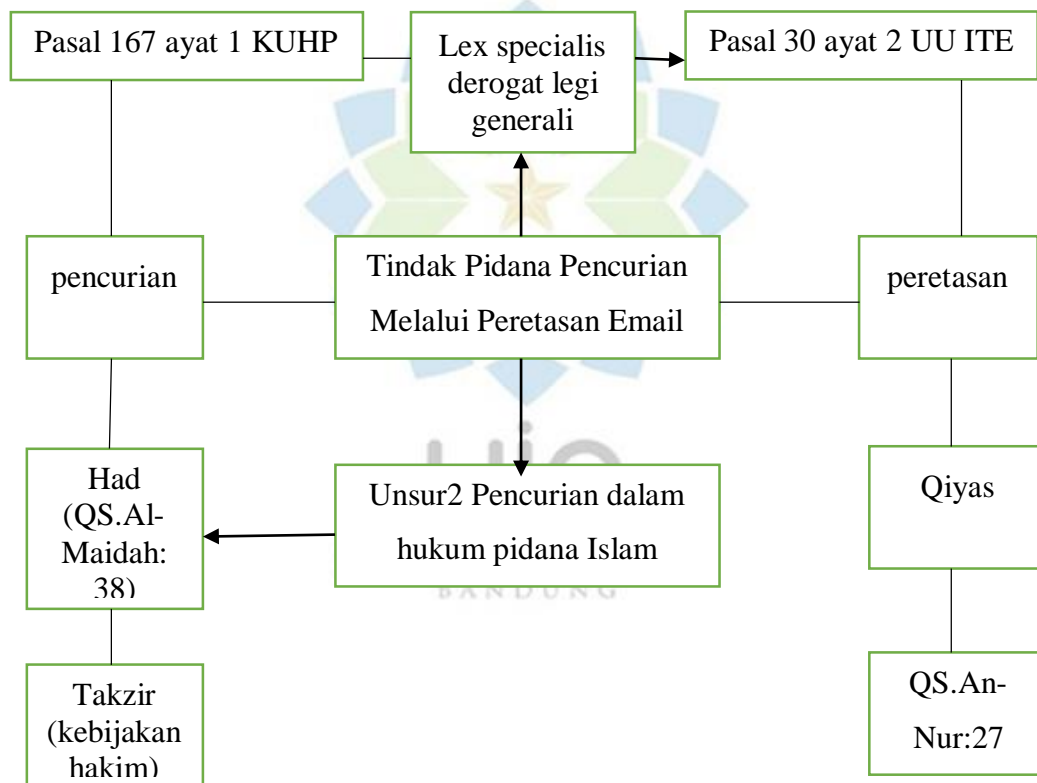 Pasal 167 ayat 1 KUHP
Lex specialis
derogat legi
generali
Pasal 30 ayat 2 UU ITE
pencurian
Tindak Pidana Pencurian
Melalui Peretasan Email
peretasan
Had
(QS.Al-
Maidah:
38)
Unsur2 Pencurian dalam
hukum pidana Islam
Qiyas
uin
BANDUNG
Takzir
(kebijakan
hakim)
QS.An-
Nur:27